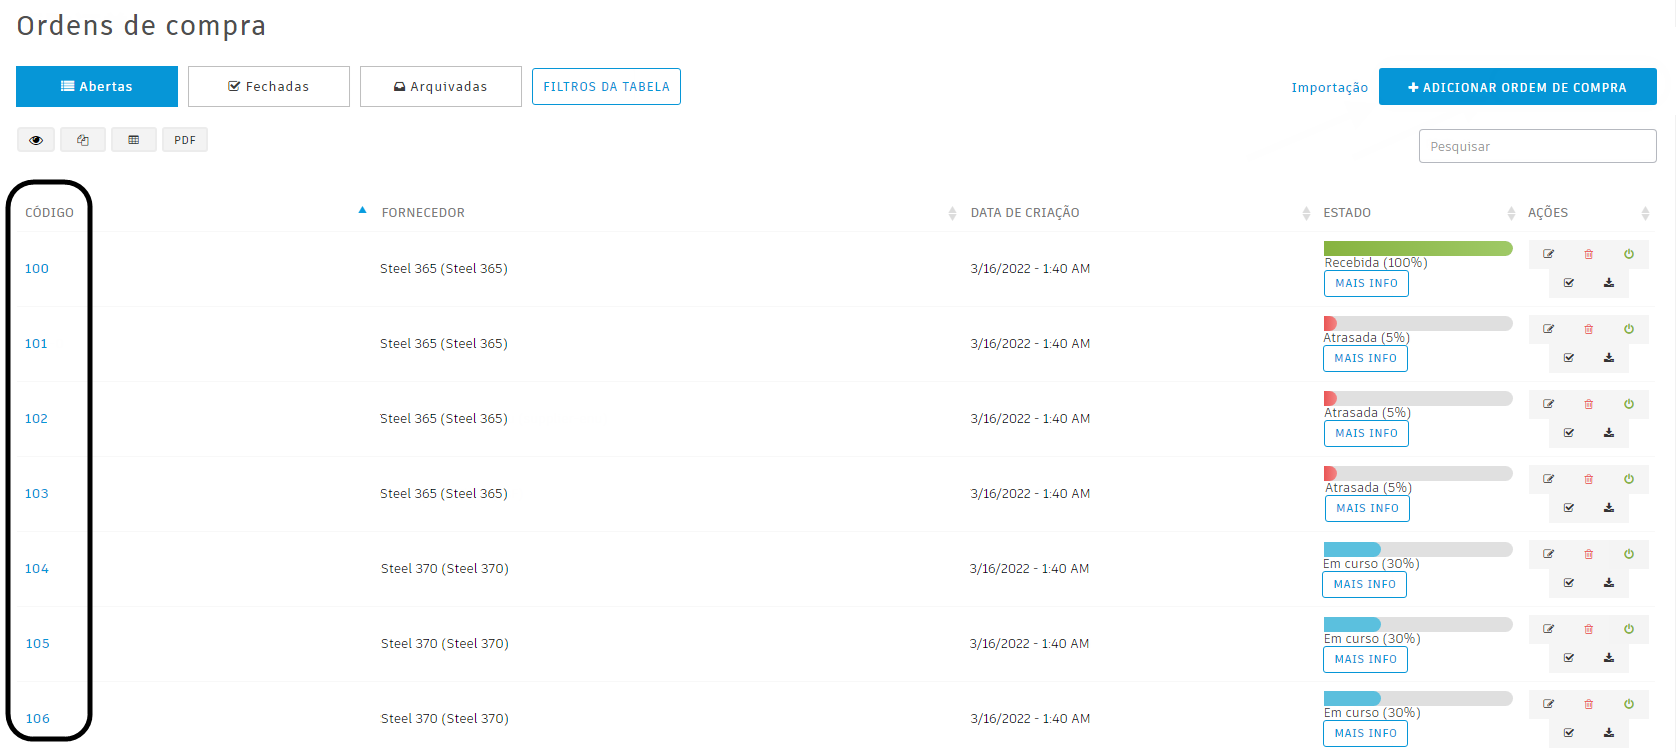 Ordens de compra
Abertas Fechadas Arquivadas FILTROS DA TABELA Importação ADICIONAR ORDEM DE COMPRA
PDF Pesquisar
CÓDIGO FORNECEDOR DATA DE CRIAÇÃO ESTADO AÇÕES
100 Steel 365 (Steel 365) 3/16/2022 - 1:40 AM Recebida (100%)
MAIS INFO
101 Steel 365 (Steel 365) 3/16/2022 - 1:40 AM Atrasada (5%)
MAIS INFO
102 Steel 365 (Steel 365) 3/16/2022 - 1:40 AM Atrasada (5%)
MAIS INFO
103 Steel 365 (Steel 365) 3/16/2022 - 1:40 AM Atrasada (5%)
MAIS INFO
104 Steel 370 (Steel 370) 3/16/2022 - 1:40 AM Em curso (30%)
MAIS INFO
105 Steel 370 (Steel 370) 3/16/2022 - 1:40 AM Em curso (30%)
MAIS INFO
106 Steel 370 (Steel 370) 3/16/2022 - 1:40 AM Em curso (30%)
MAIS INFO